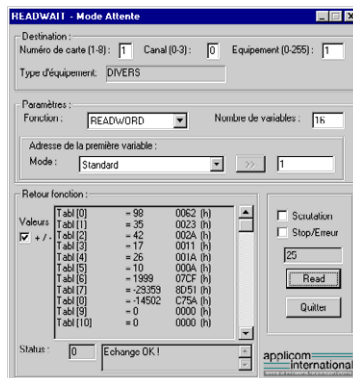 READWAIT - Mode Attente
Destination :
Numéro de carte (1-8) : 1 Canal (0-3) : 0 Equipement (0-255) : 1
Type d'équipement: DIVERS
Paramètres :
Fonction : READWORD Nombre de variables : 16
Adresse de la première variable :
Mode : Standard >> 1
Retour fonction :
Valeurs
+ / -
Tabl [0] = 98 0062 (h)
Tabl [1] = 35 0023 (h)
Tabl [2] = 42 002A (h)
Tabl [3] = 17 0011 (h)
Tabl [4] = 26 001A (h)
Tabl [5] = 10 000A (h)
Tabl [6] = 1999 07CF (h)
Tabl [7] = -29359 8D51 (h)
Tabl [8] = -14502 C75A (h)
Tabl [9] = 0 0000 (h)
Tabl [10] = 0 0000 (h)
Status : 0 Echange OK !
Scrutation
Stop/Erreur
25
Read
Quitter
applicom
international